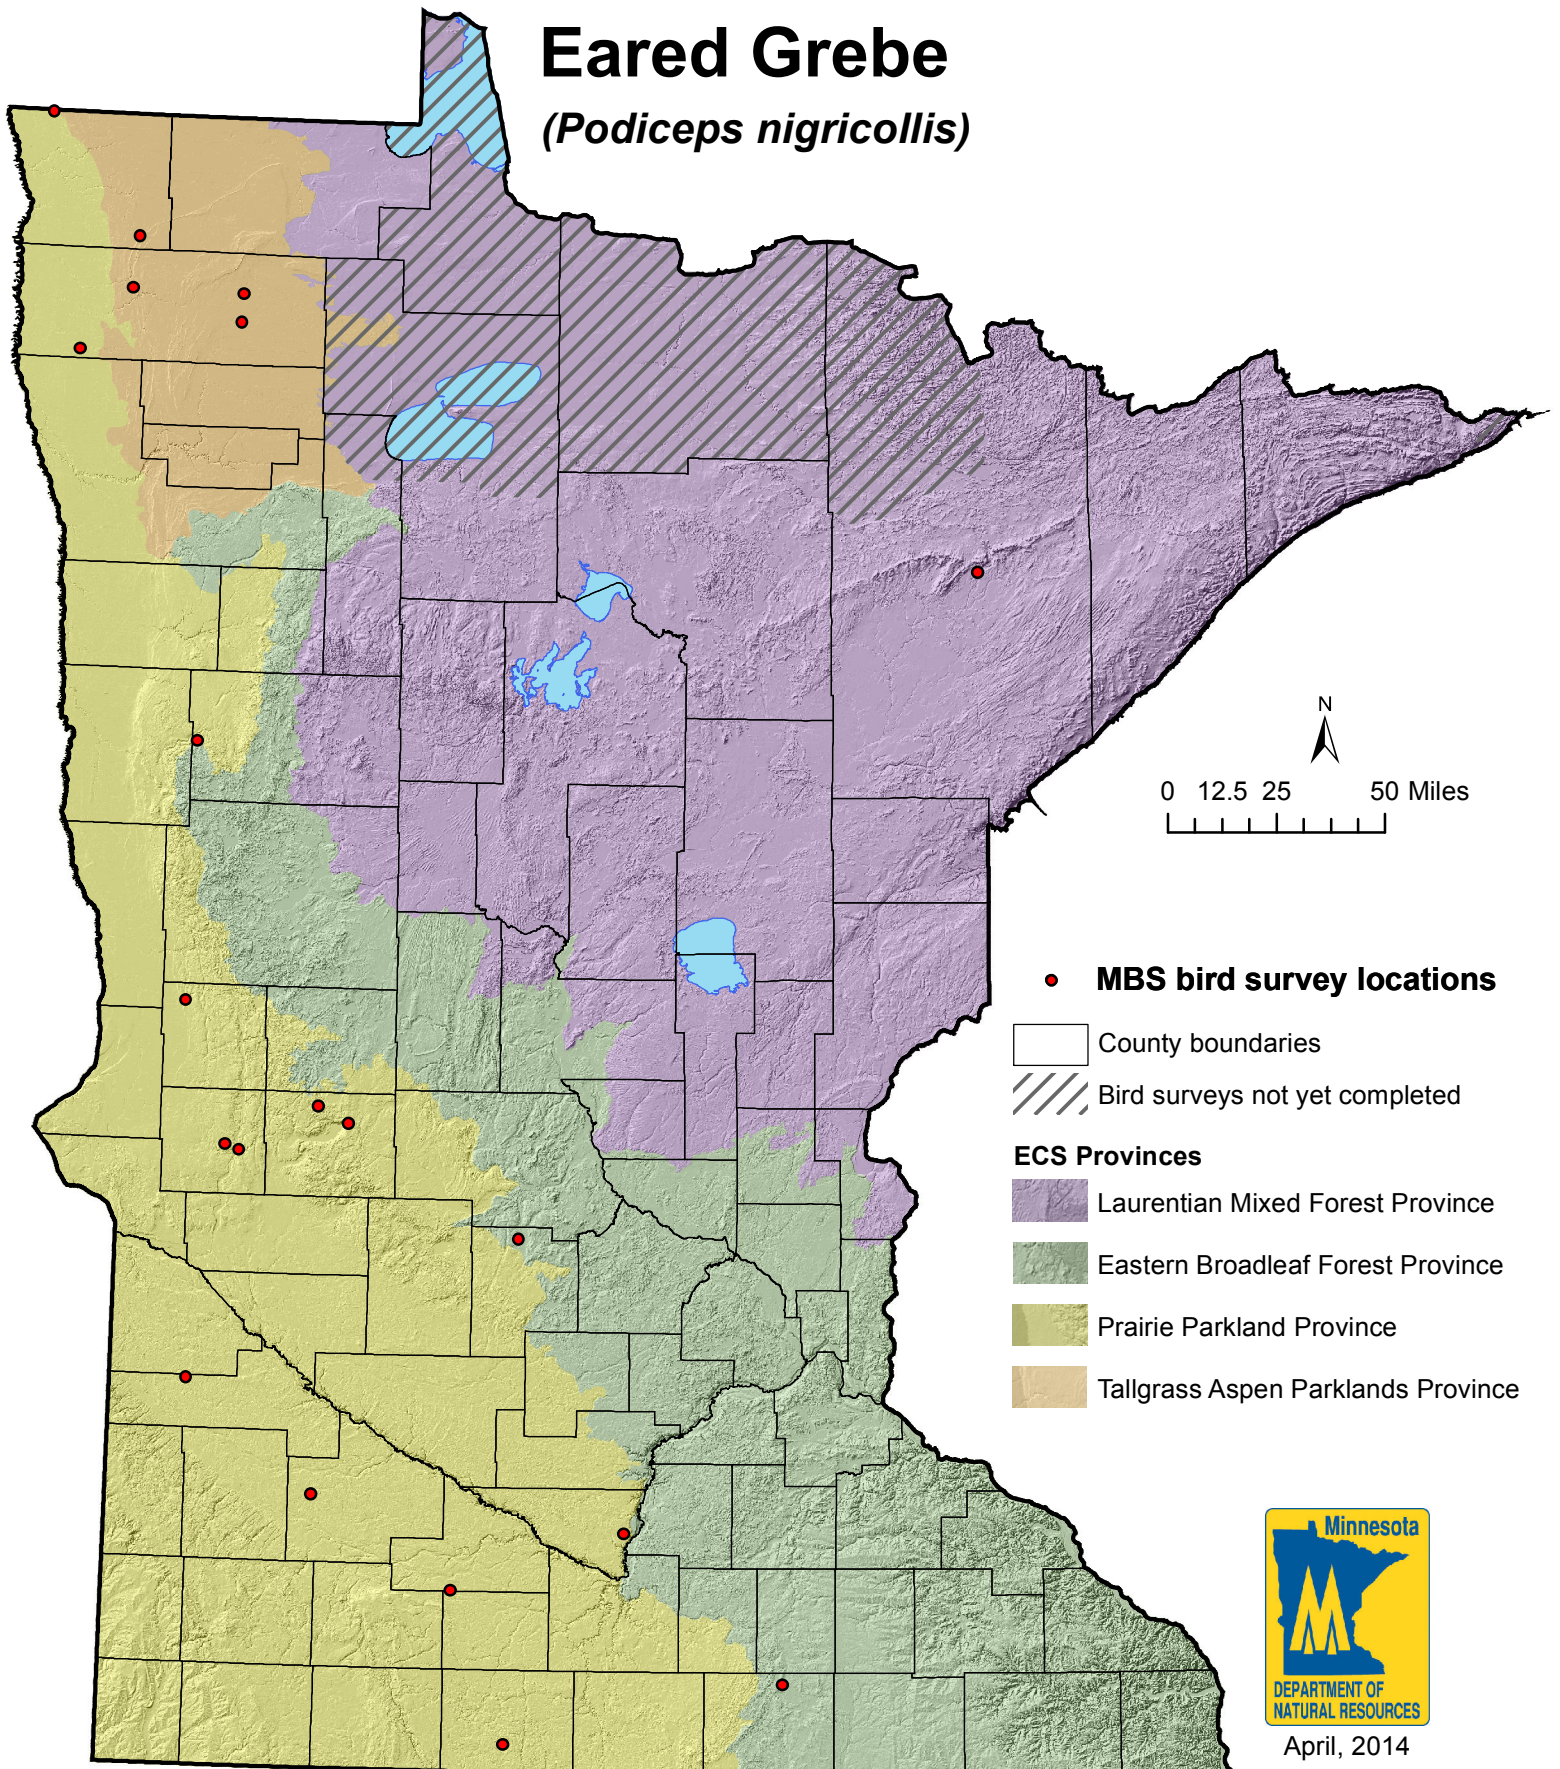 Eared Grebe
(Podiceps nigricollis)
N
0 12.5 25 50 Miles
MBS bird survey locations
County boundaries
Bird surveys not yet completed
ECS Provinces
Laurentian Mixed Forest Province
Eastern Broadleaf Forest Province
Prairie Parkland Province
Tallgrass Aspen Parklands Province
Minnesota
DEPARTMENT OF
NATURAL RESOURCES
April, 2014